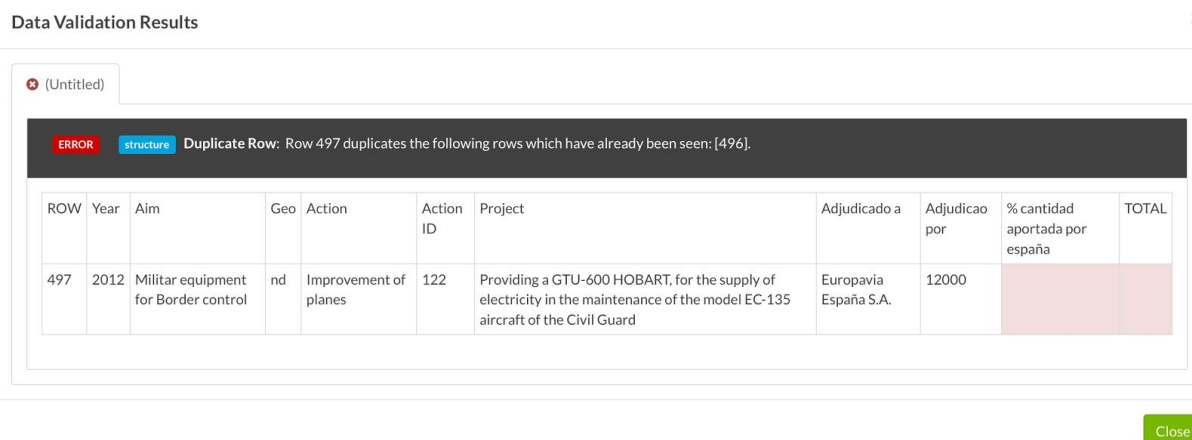 Data Validation Results
(Untitled)
ERROR structure Duplicate Row: Row 497 duplicates the following rows which have already been seen: [496].
ROW Year Aim Geo Action Action ID Project Adjudicado a Adjudicao por % cantidad aportada por españa TOTAL
497 2012 Militar equipment for Border control nd Improvement of planes 122 Providing a GTU-600 HOBART, for the supply of electricity in the maintenance of the model EC-135 aircraft of the Civil Guard Europavia España S.A. 12000
Close